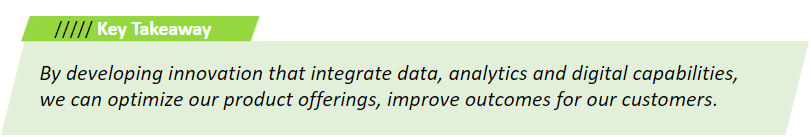 ///// Key Takeaway
By developing innovation that integrate data, analytics and digital capabilities,
we can optimize our product offerings, improve outcomes for our customers.